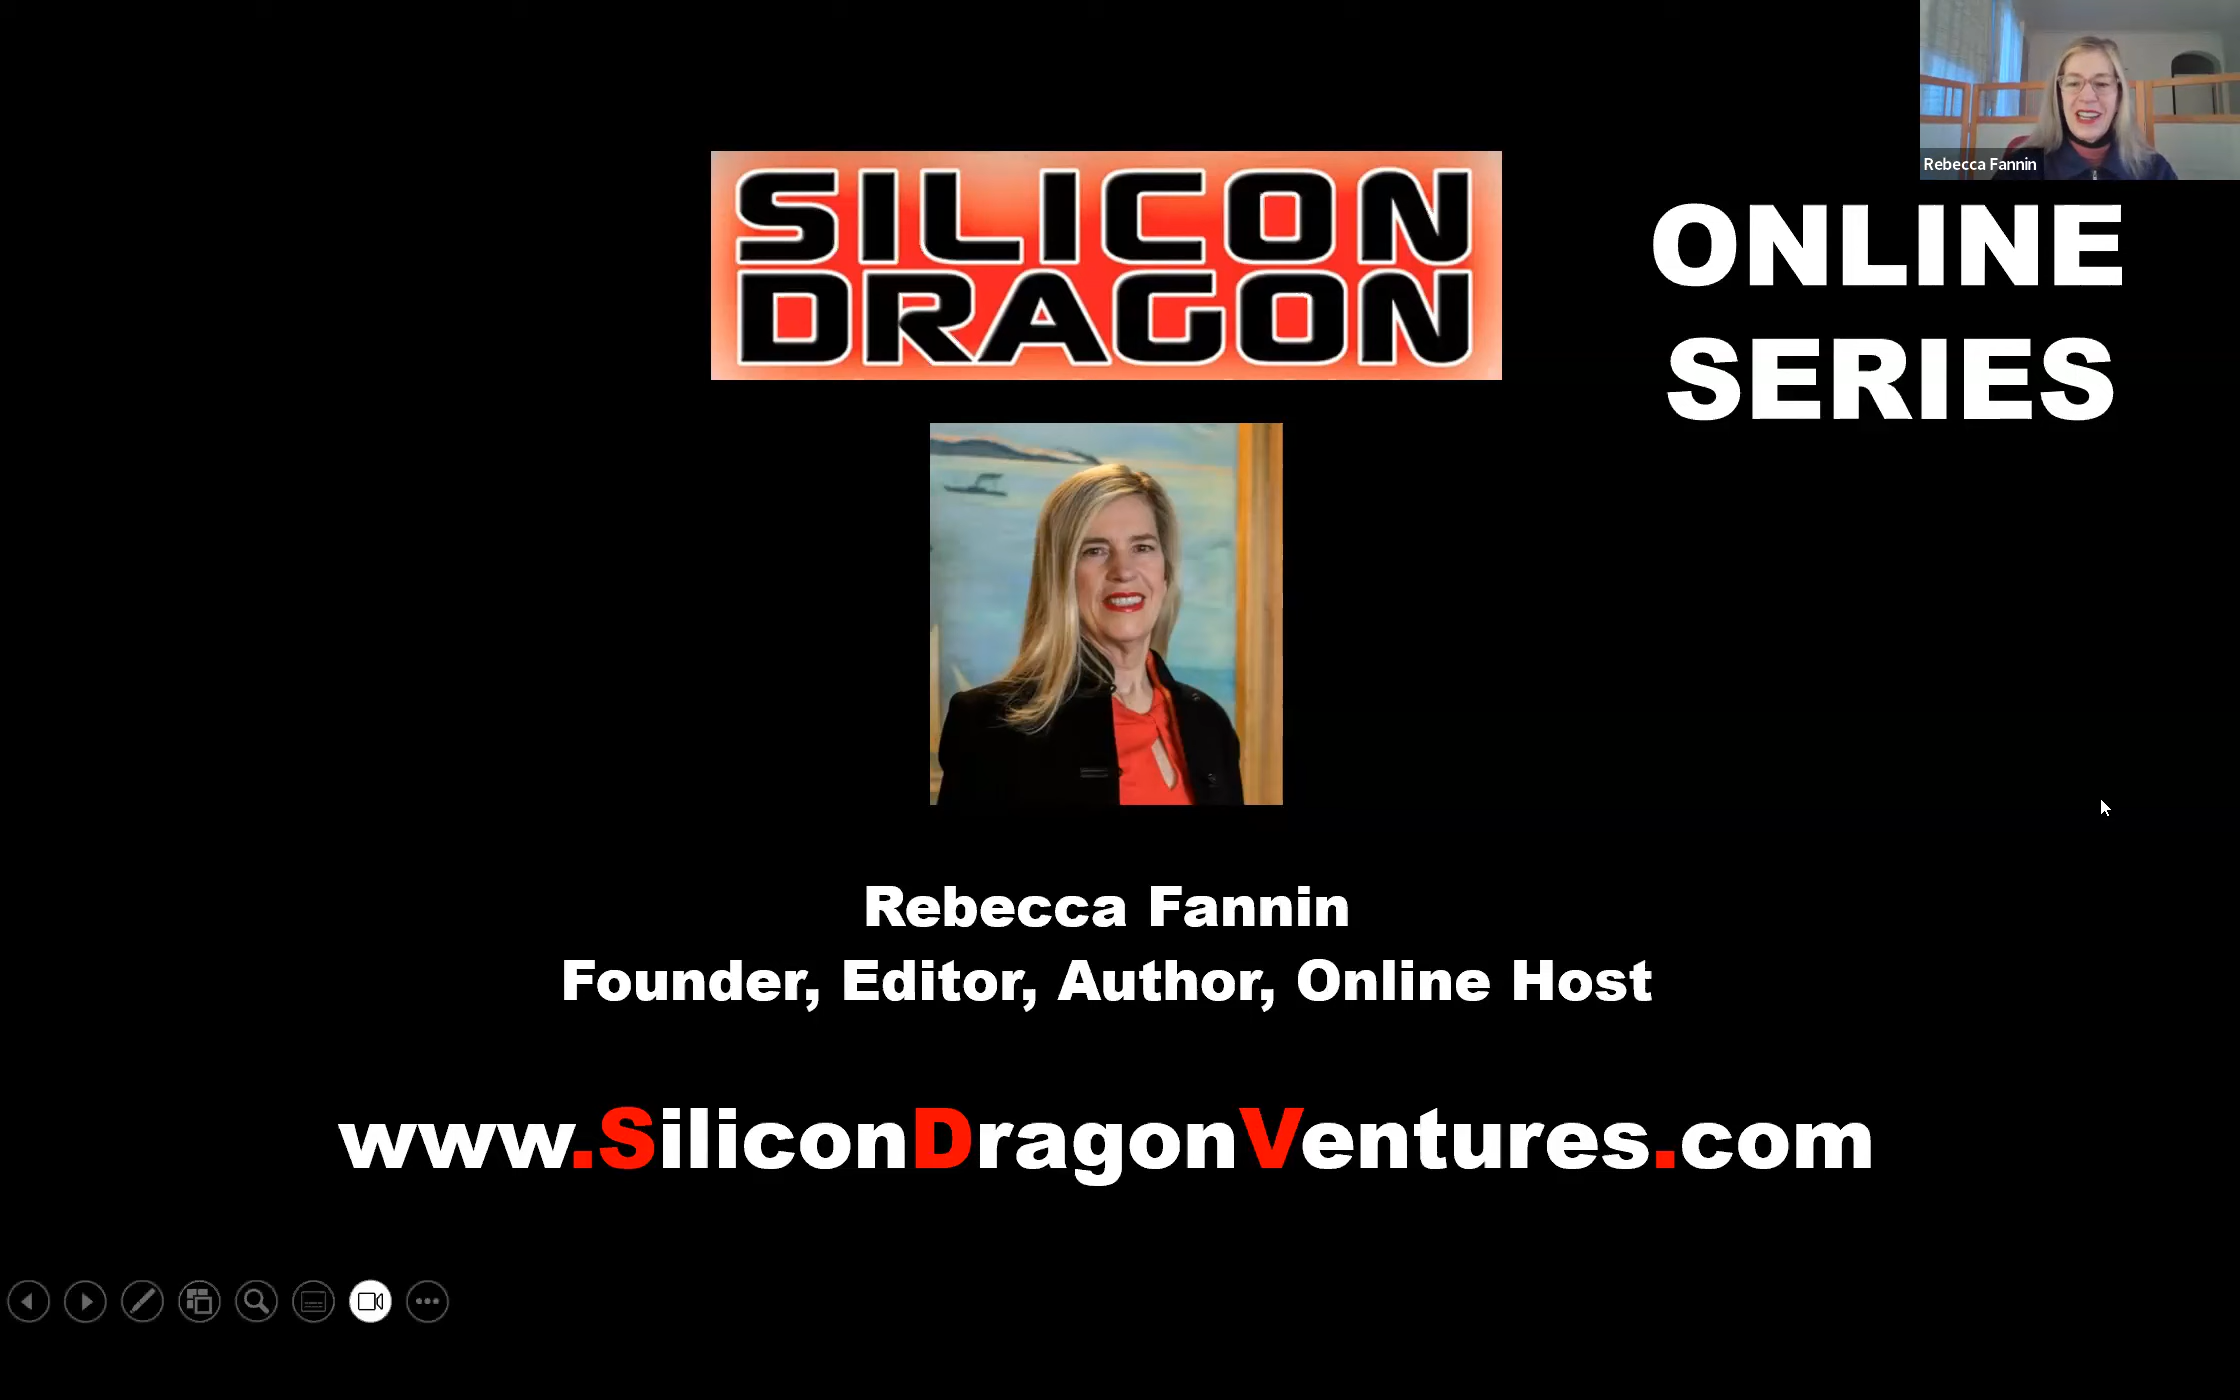 Rebecca Fannin
SILICON
DRAGON
ONLINE
SERIES
Rebecca Fannin
Founder, Editor, Author, Online Host
www.SiliconDragonVentures.com